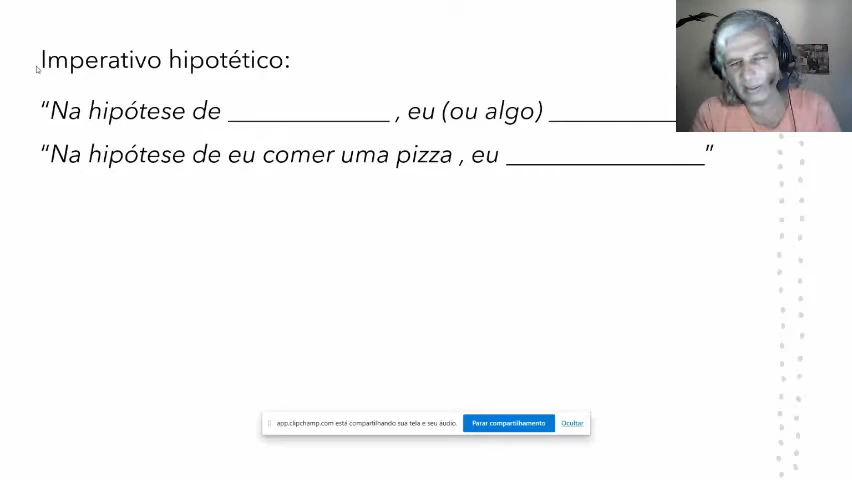 Imperativo hipotético:
“Na hipótese de ______________ , eu (ou algo) ___________
“Na hipótese de eu comer uma pizza , eu _________________”
app.clipchamp.com está compartilhando sua tela e seu áudio. Parar compartilhamento Ocultar